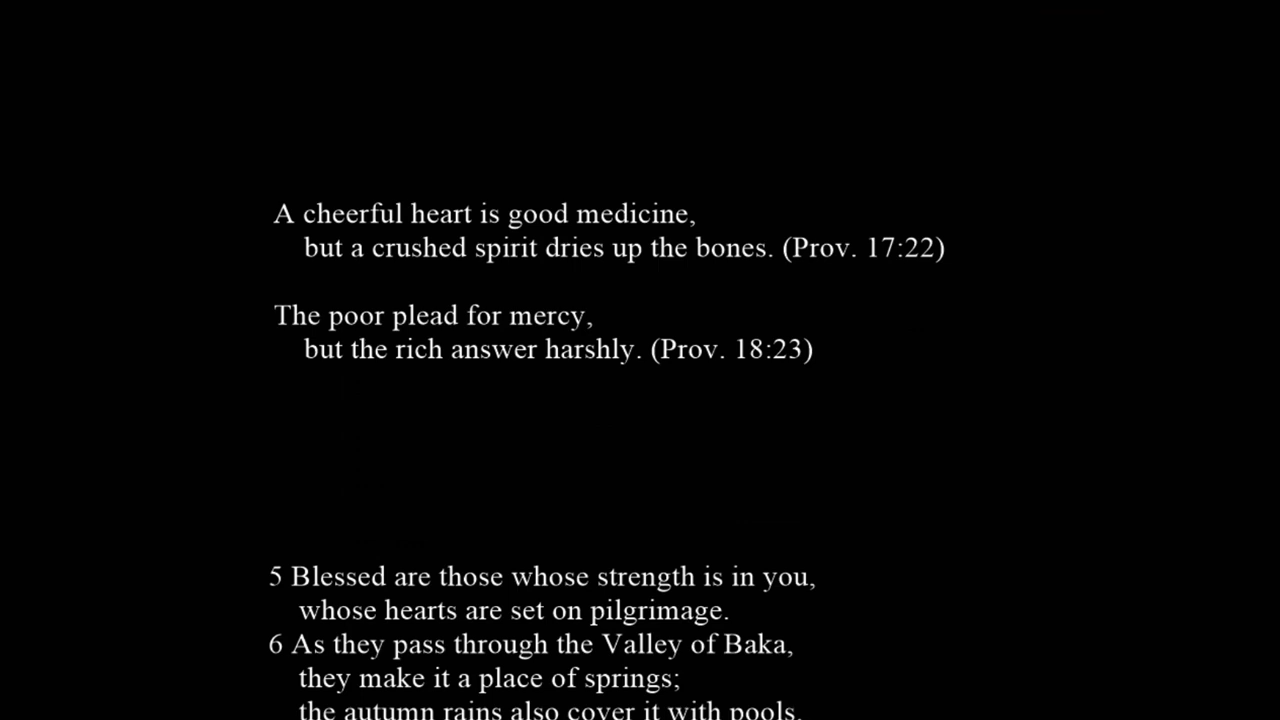 A cheerful heart is good medicine,
but a crushed spirit dries up the bones. (Prov. 17:22)
The poor plead for mercy,
but the rich answer harshly. (Prov. 18:23)
5 Blessed are those whose strength is in you,
whose hearts are set on pilgrimage.
6 As they pass through the Valley of Baka,
they make it a place of springs;
the autumn rains also cover it with pools.